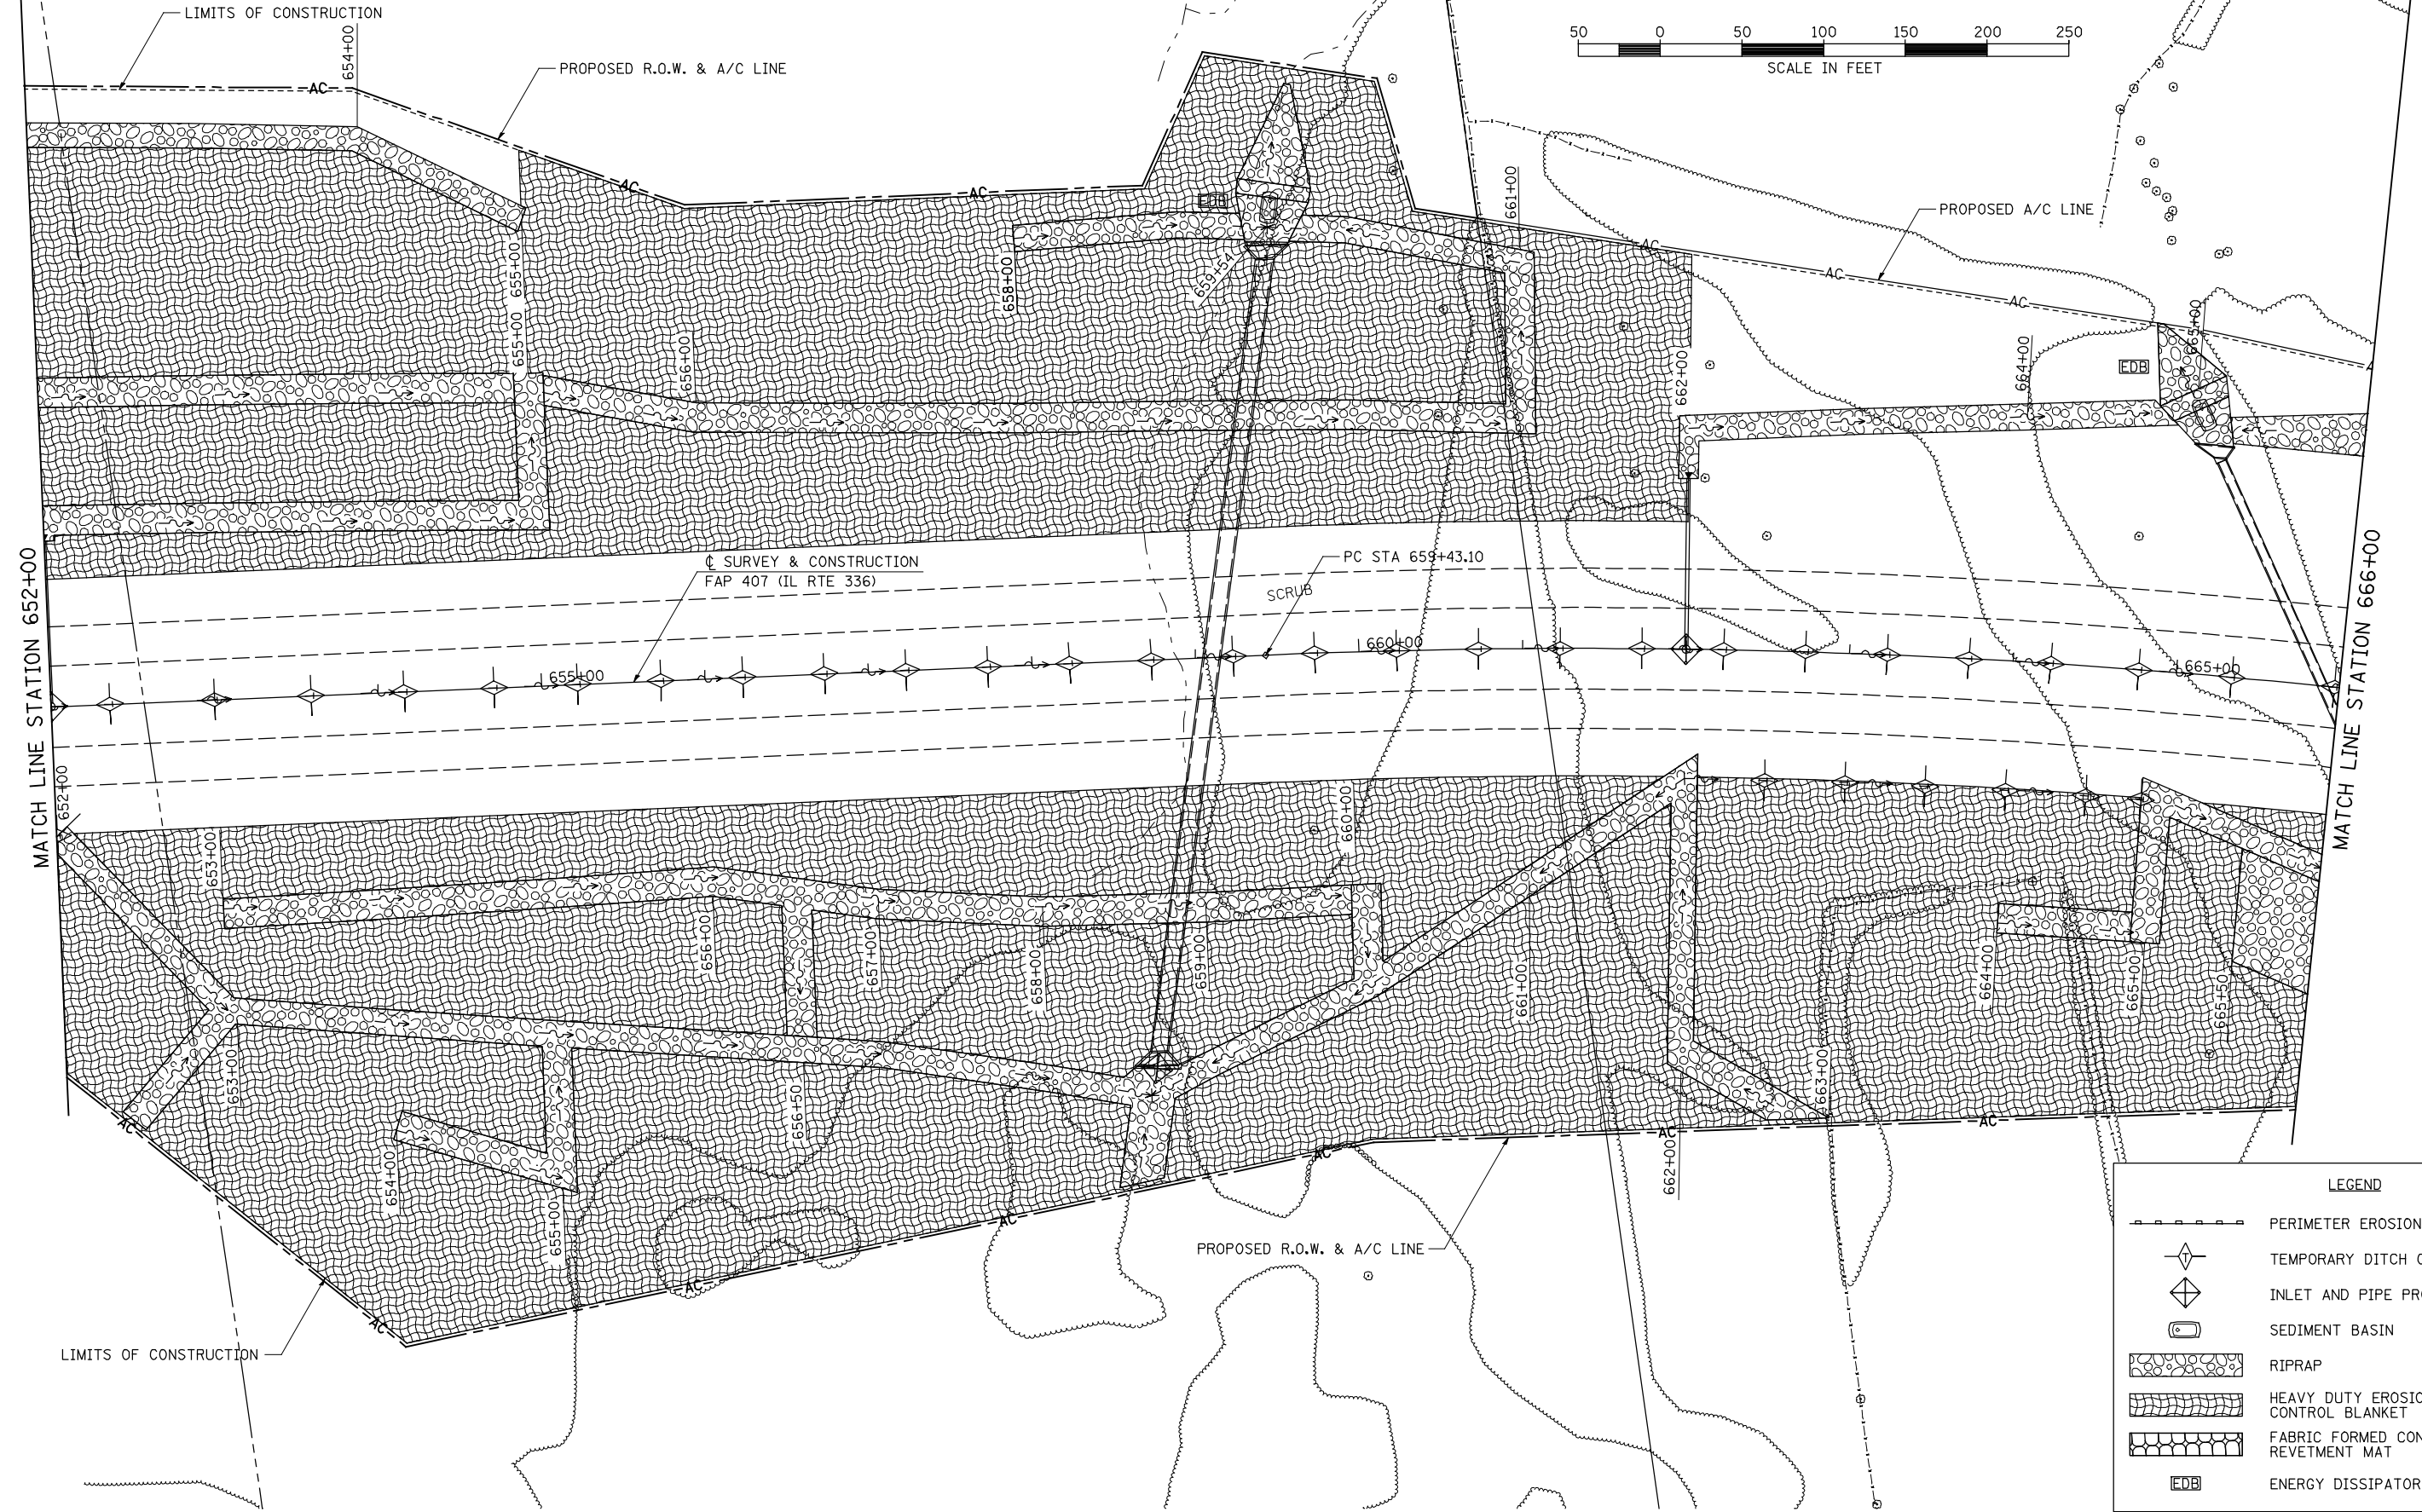 LIMITS OF CONSTRUCTION
654+00
AC
PROPOSED R.O.W. & A/C LINE
50 0 50 100 150 200 250
SCALE IN FEET
AC
AC
EDB
661+00
PROPOSED A/C LINE
AC
AC
AC
655+00
658+00
659+54
655+00
656+00
662+00
664+00
665+00
EDB
MATCH LINE STATION 652+00
℄ SURVEY & CONSTRUCTION
FAP 407 (IL RTE 336)
PC STA 659+43.10
SCRUB
655+00
660+00
665+00
MATCH LINE STATION 666+00
652+00
653+00
660+00
656+00
657+00
658+00
659+00
661+00
664+00
665+00
665+50
653+00
656+50
663+00
654+00
655+00
662+00
AC
AC
AC
AC
AC
AC
AC
PROPOSED R.O.W. & A/C LINE
LIMITS OF CONSTRUCTION
LEGEND
PERIMETER EROSION
TEMPORARY DITCH
INLET AND PIPE
SEDIMENT BASIN
RIPRAP
HEAVY DUTY
CONTROL BLANKET
FABRIC FORMED
REVETMENT MAT
EDB ENERGY DISSIPATOR